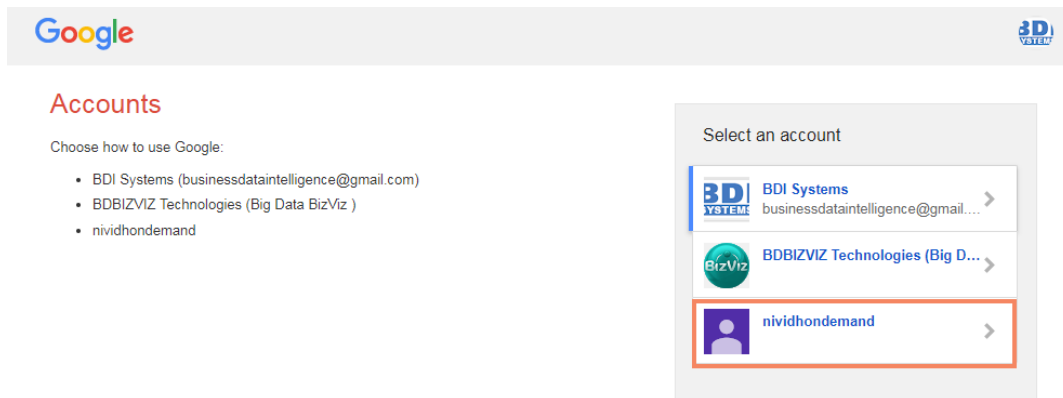 Google
Accounts
Choose how to use Google:
BDI Systems (businessdataintelligence@gmail.com)
BDBIZVIZ Technologies (Big Data BizViz )
nividhondemand
Select an account
BDI Systems
businessdataintelligence@gmail....
BizViz
BDBIZVIZ Technologies (Big D...
nividhondemand